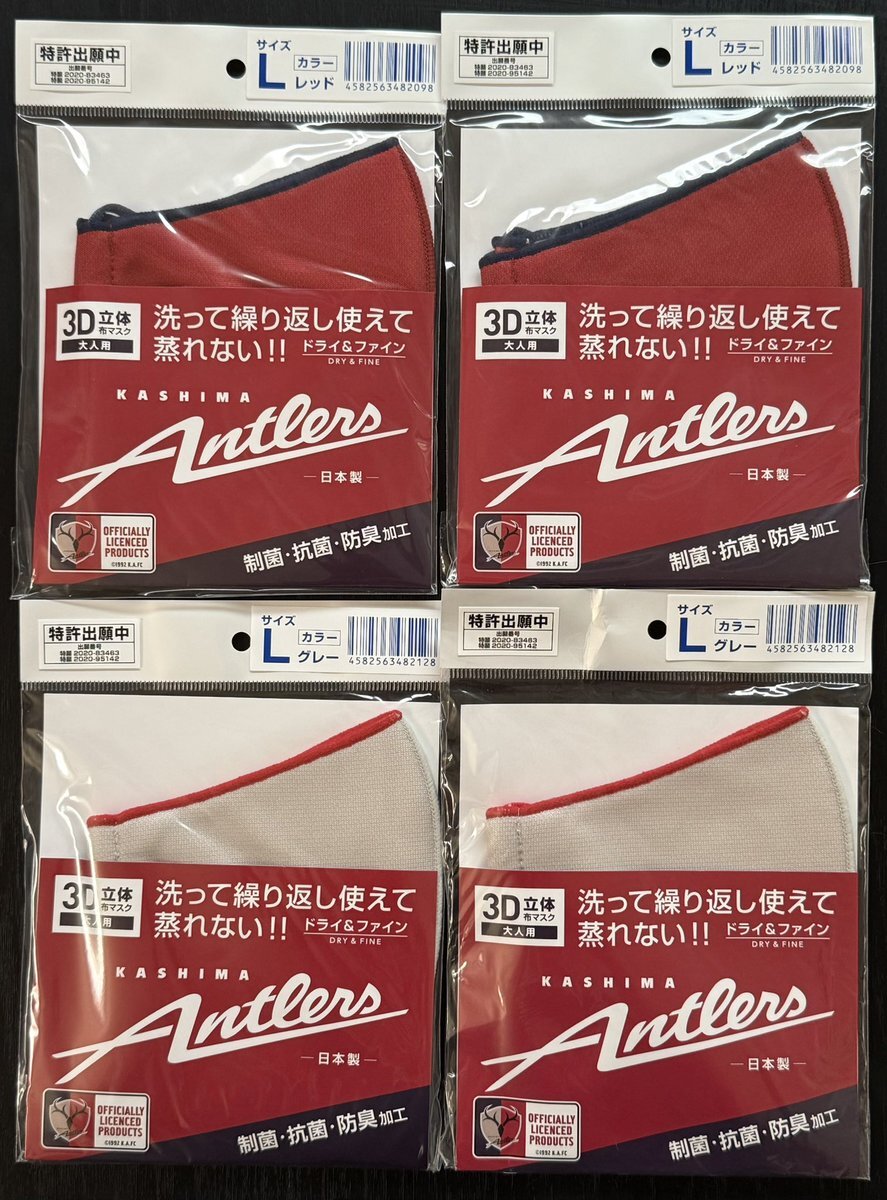 特許出願中
出願番号
特願 2020-83463
特願 2020-95142
サイズ
L
カラー
レッド
4582563482098
3D 立体
布マスク
大人用
洗って繰り返し使えて
蒸れない!!
ドライ&ファイン
DRY & FINE
KASHIMA
Antlers
日本製
OFFICIALLY
LICENCED
PRODUCTS
©1992 K.A.FC
制菌・抗菌・防臭加工
特許出願中
出願番号
特願 2020-83463
特願 2020-95142
サイズ
L
カラー
レッド
4582563482098
3D 立体
布マスク
大人用
洗って繰り返し使えて
蒸れない!!
ドライ&ファイン
DRY & FINE
KASHIMA
Antlers
日本製
OFFICIALLY
LICENCED
PRODUCTS
©1992 K.A.FC
制菌・抗菌・防臭加工
特許出願中
出願番号
特願 2020-83463
特願 2020-95142
サイズ
L
カラー
グレー
4582563482128
3D 立体
布マスク
大人用
洗って繰り返し使えて
蒸れない!!
ドライ&ファイン
DRY & FINE
KASHIMA
Antlers
日本製
OFFICIALLY
LICENCED
PRODUCTS
©1992 K.A.FC
制菌・抗菌・防臭加工
特許出願中
出願番号
特願 2020-83463
特願 2020-95142
サイズ
L
カラー
グレー
4582563482128
3D 立体
布マスク
大人用
洗って繰り返し使えて
蒸れない!!
ドライ&ファイン
DRY & FINE
KASHIMA
Antlers
日本製
OFFICIALLY
LICENCED
PRODUCTS
©1992 K.A.FC
制菌・抗菌・防臭加工